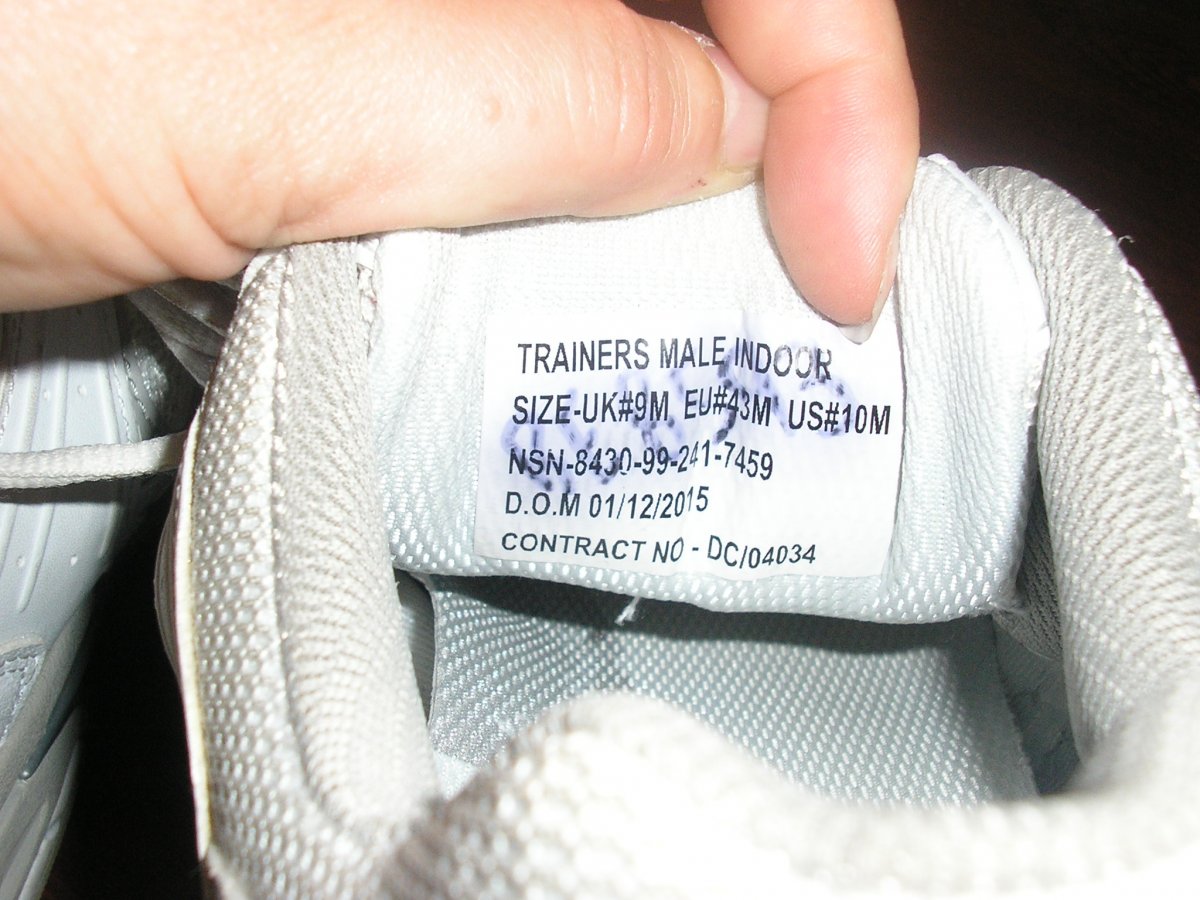 TRAINERS MALE INDOOR
SIZE-UK#9M EU#43M US#10M
NSN-8430-99-241-7459
D.O.M 01/12/2015
CONTRACT NO - DC/04034